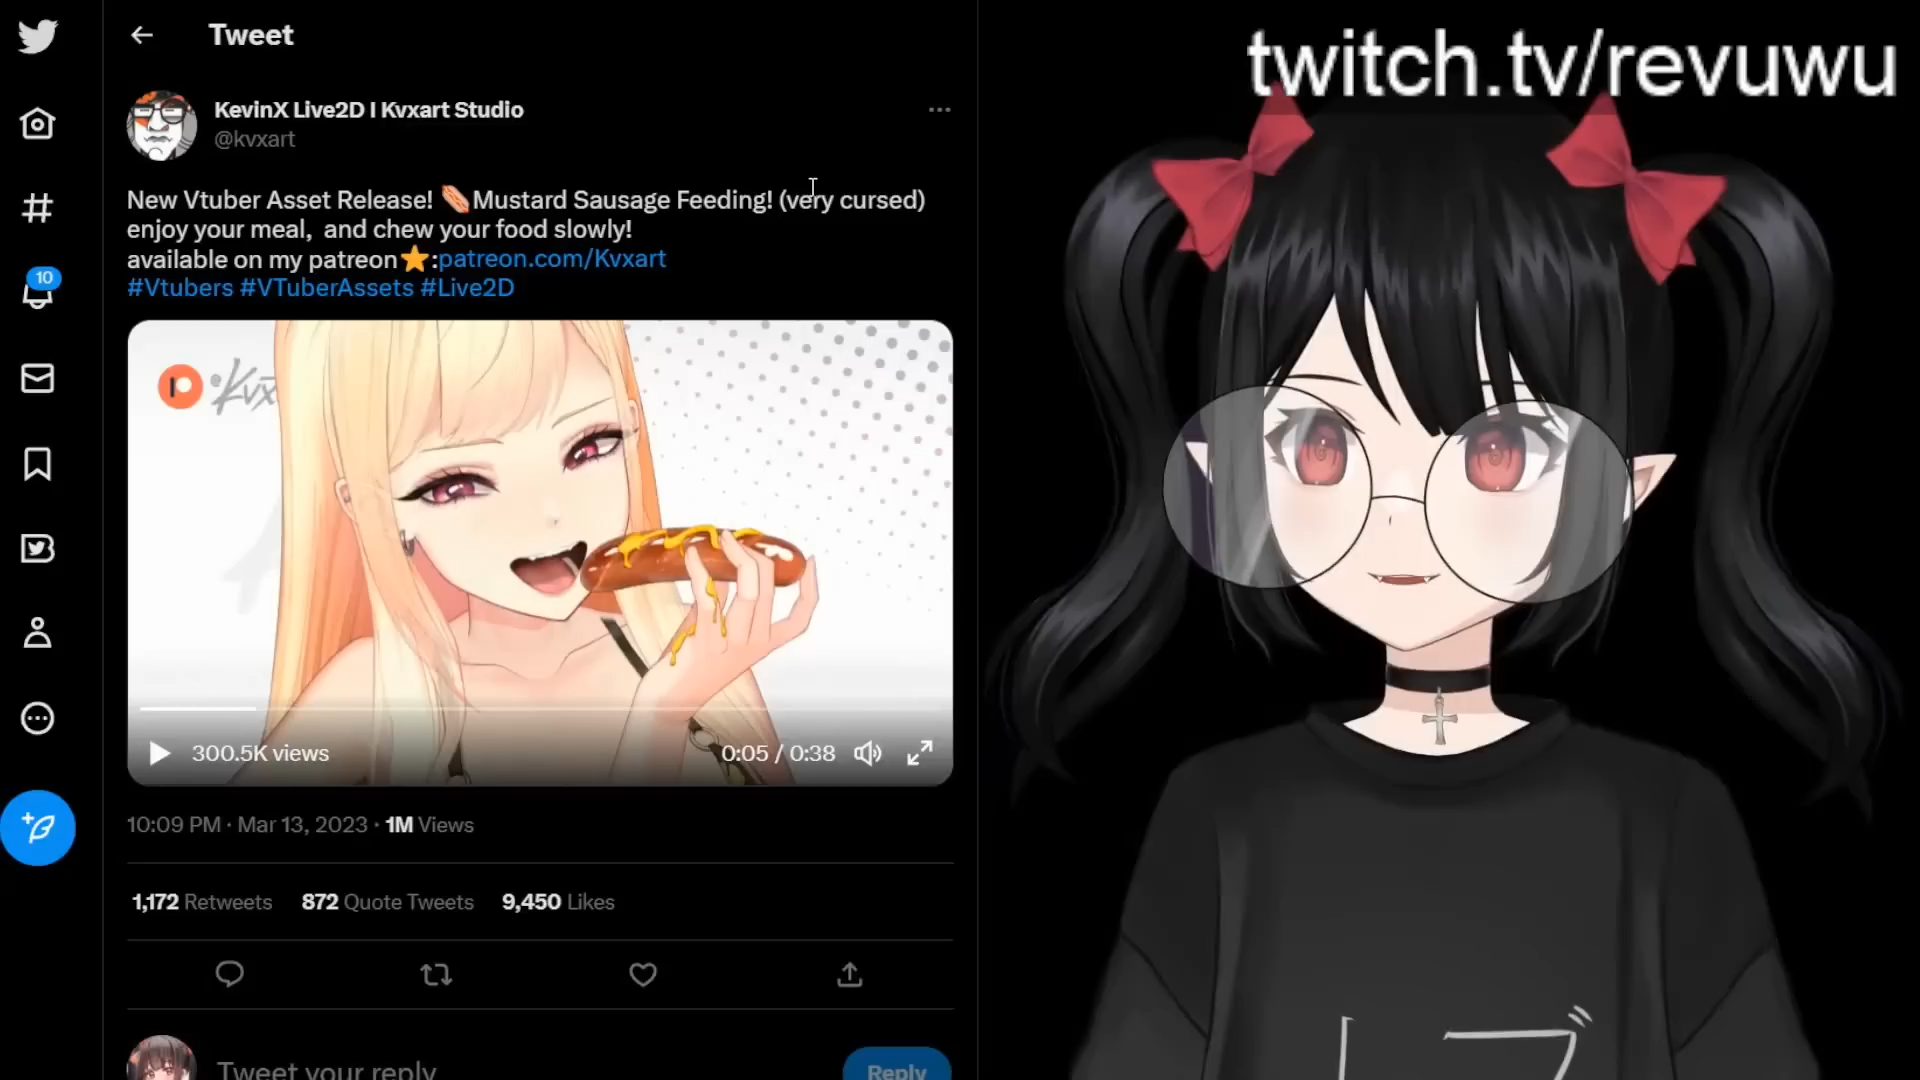 Tweet
twitch.tv/revuwu
KevinX Live2D I Kvxart Studio
@kvxart
New Vtuber Asset Release! 🌭Mustard Sausage Feeding! (very cursed)
enjoy your meal, and chew your food slowly!
available on my patreon⭐:patreon.com/Kvxart
#Vtubers #VTuberAssets #Live2D
10
300.5K views
0:05 / 0:38
10:09 PM · Mar 13, 2023 · 1M Views
1,172 Retweets 872 Quote Tweets 9,450 Likes
Tweet your reply
Reply